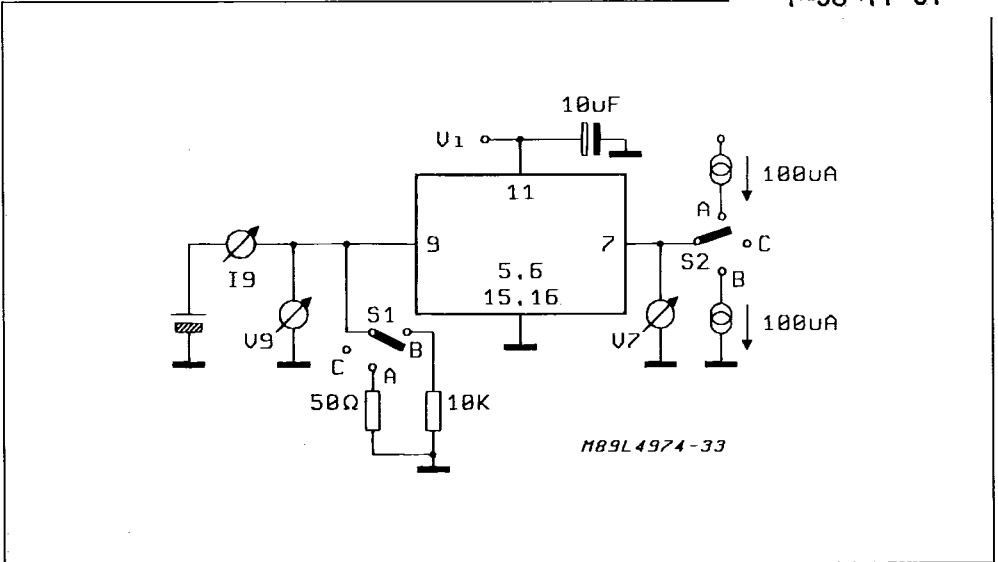 10uF
V1
100uA
11
A
9
7
C
S2
I9
5.6
B
15.16
S1
V9
B
V7
100uA
C
A
50Ω
10K
M89L4974-33